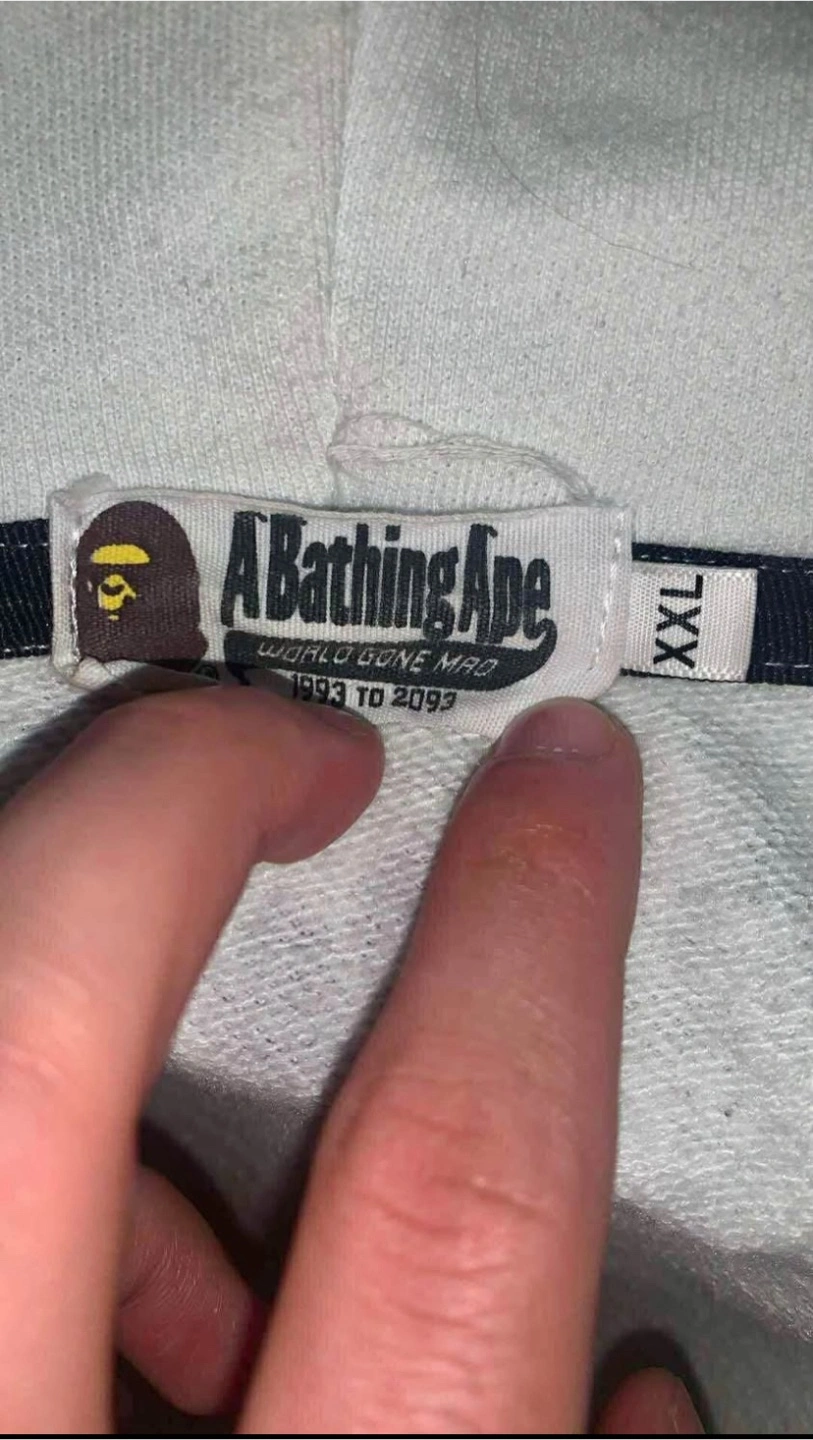 A Bathing Ape
WORLD GONE MAD
1993 TO 2093
XXL